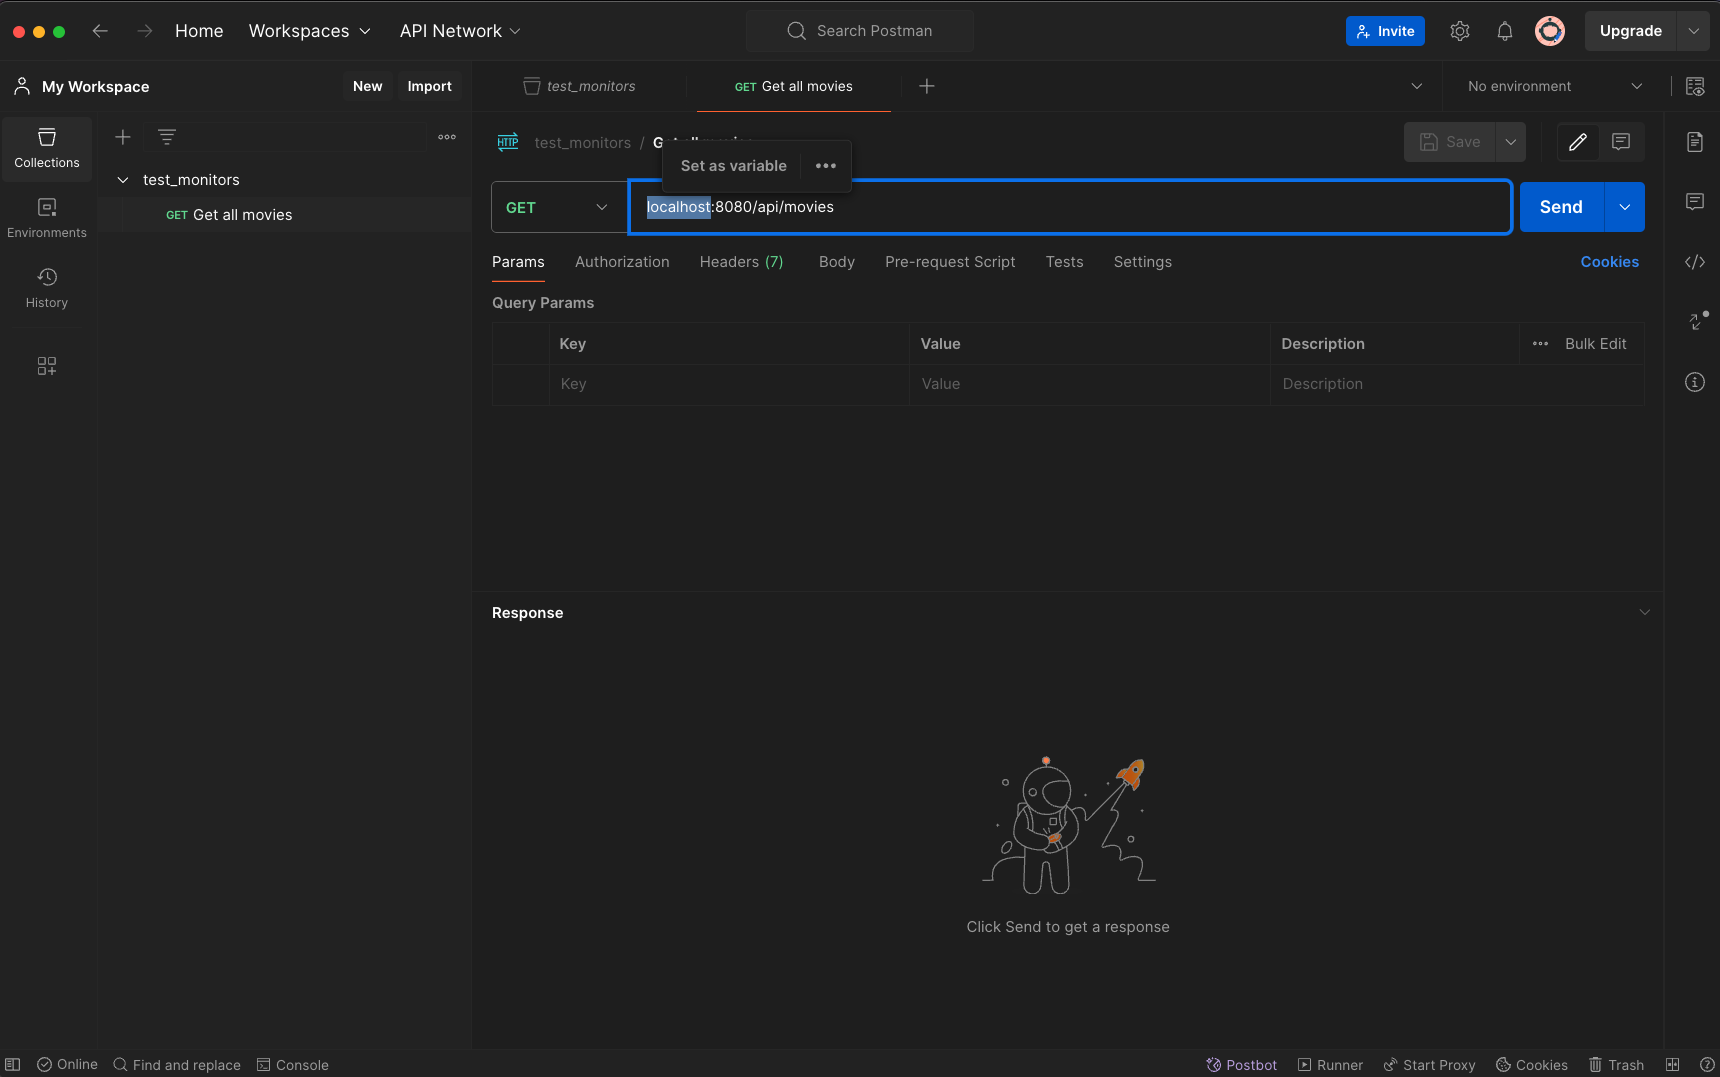 Home Workspaces API Network Search Postman Invite Upgrade
My Workspace New Import test_monitors GET Get all movies No environment
Collections
Environments
History
test_monitors
GET Get all movies
HTTP test_monitors / Save
Set as variable
GET localhost:8080/api/movies Send
Params Authorization Headers (7) Body Pre-request Script Tests Settings Cookies
Query Params
Key Value Description Bulk Edit
Key Value Description
Response
Click Send to get a response
Online Find and replace Console Postbot Runner Start Proxy Cookies Trash